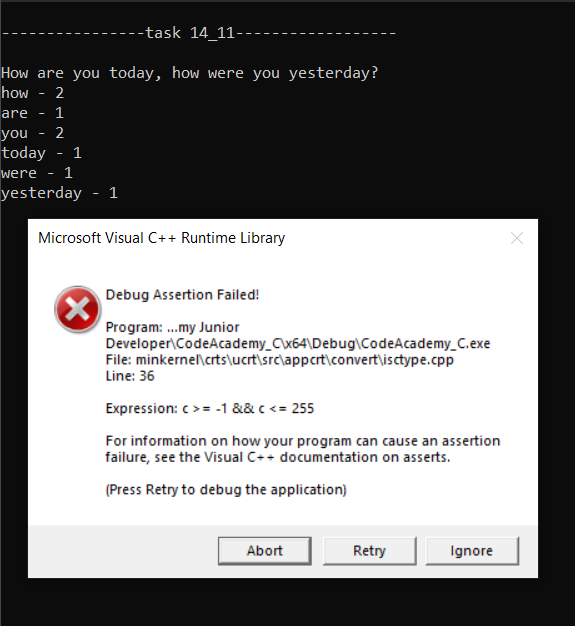 ----------------task 14_11------------------
How are you today, how were you yesterday?
how - 2
are - 1
you - 2
today - 1
were - 1
yesterday - 1
Microsoft Visual C++ Runtime Library
Debug Assertion Failed!
Program: ...my Junior
Developer\CodeAcademy_C\x64\Debug\CodeAcademy_C.exe
File: minkernel\crts\ucrt\src\appcrt\convert\isctype.cpp
Line: 36
Expression: c >= -1 && c <= 255
For information on how your program can cause an assertion
failure, see the Visual C++ documentation on asserts.
(Press Retry to debug the application)
Abort Retry Ignore